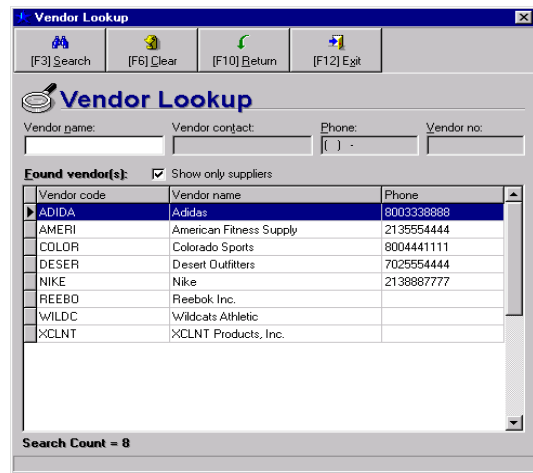 Vendor Lookup
[F3] Search [F6] Clear [F10] Return [F12] Exit
Vendor Lookup
Vendor name: Vendor contact: Phone: Vendor no:
( ) -
Found vendor(s): Show only suppliers
Vendor code Vendor name Phone
ADIDA Adidas 8003338888
AMERI American Fitness Supply 2135554444
COLOR Colorado Sports 8004441111
DESER Desert Outfitters 7025554444
NIKE Nike 2138887777
REEBO Reebok Inc.
WILDC Wildcats Athletic
XCLNT XCLNT Products, Inc.
Search Count = 8